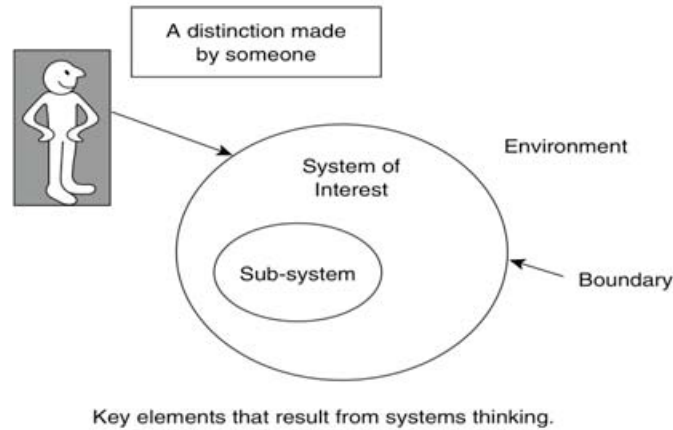 A distinction made
by someone
Environment
System of
Interest
Sub-system
Boundary
Key elements that result from systems thinking.